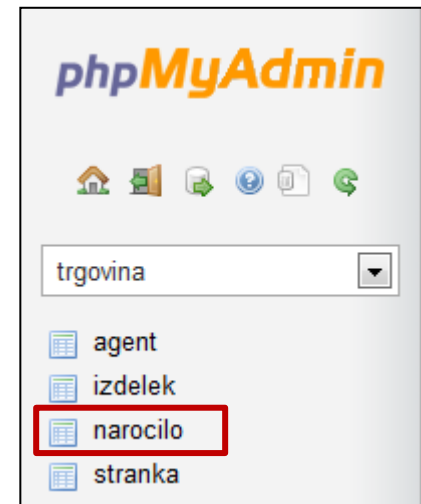 phpMyAdmin
trgovina
agent
izdelek
narocilo
stranka